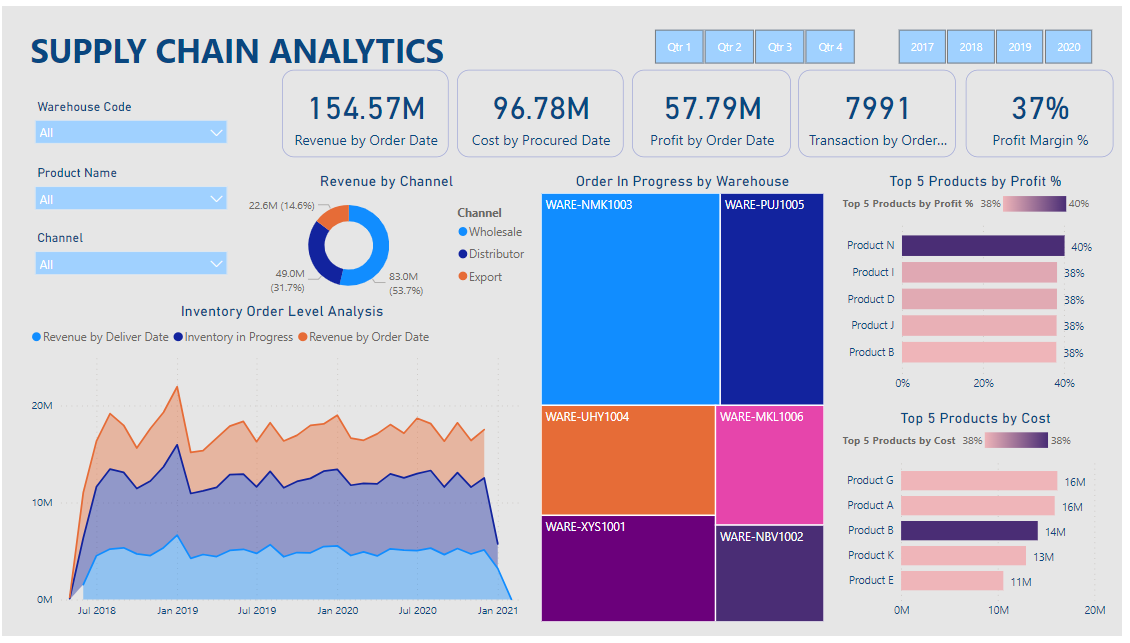 SUPPLY CHAIN ANALYTICS
Qtr 1 Qtr 2 Qtr 3 Qtr 4
2017 2018 2019 2020
Warehouse Code
All
Product Name
All
Channel
All
154.57M
Revenue by Order Date
96.78M
Cost by Procured Date
57.79M
Profit by Order Date
7991
Transaction by Order...
37%
Profit Margin %
Revenue by Channel
22.6M (14.6%)
49.0M
(31.7%)
83.0M
(53.7%)
Channel
Wholesale
Distributor
Export
Inventory Order Level Analysis
Revenue by Deliver Date Inventory in Progress Revenue by Order Date
20M
10M
0M
Jul 2018 Jan 2019 Jul 2019 Jan 2020 Jul 2020 Jan 2021
Order In Progress by Warehouse
WARE-NMK1003
WARE-PUJ1005
WARE-UHY1004
WARE-MKL1006
WARE-XYS1001
WARE-NBV1002
Top 5 Products by Profit %
Top 5 Products by Profit % 38% 40%
Product N 40%
Product I 38%
Product D 38%
Product J 38%
Product B 38%
0% 20% 40%
Top 5 Products by Cost
Top 5 Products by Cost 38% 38%
Product G 16M
Product A 16M
Product B 14M
Product K 13M
Product E 11M
0M 10M 20M